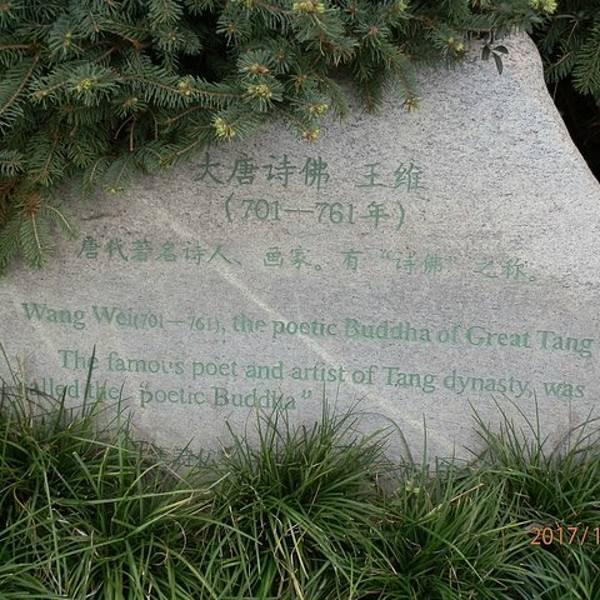 大唐诗佛 王维
（701—761年）
唐代著名诗人、画家。有“诗佛”之称。
Wang Wei(701—761), the poetic Buddha of Great Tang
The famous poet and artist of Tang dynasty, was
the "poetic Buddha"
2017/1